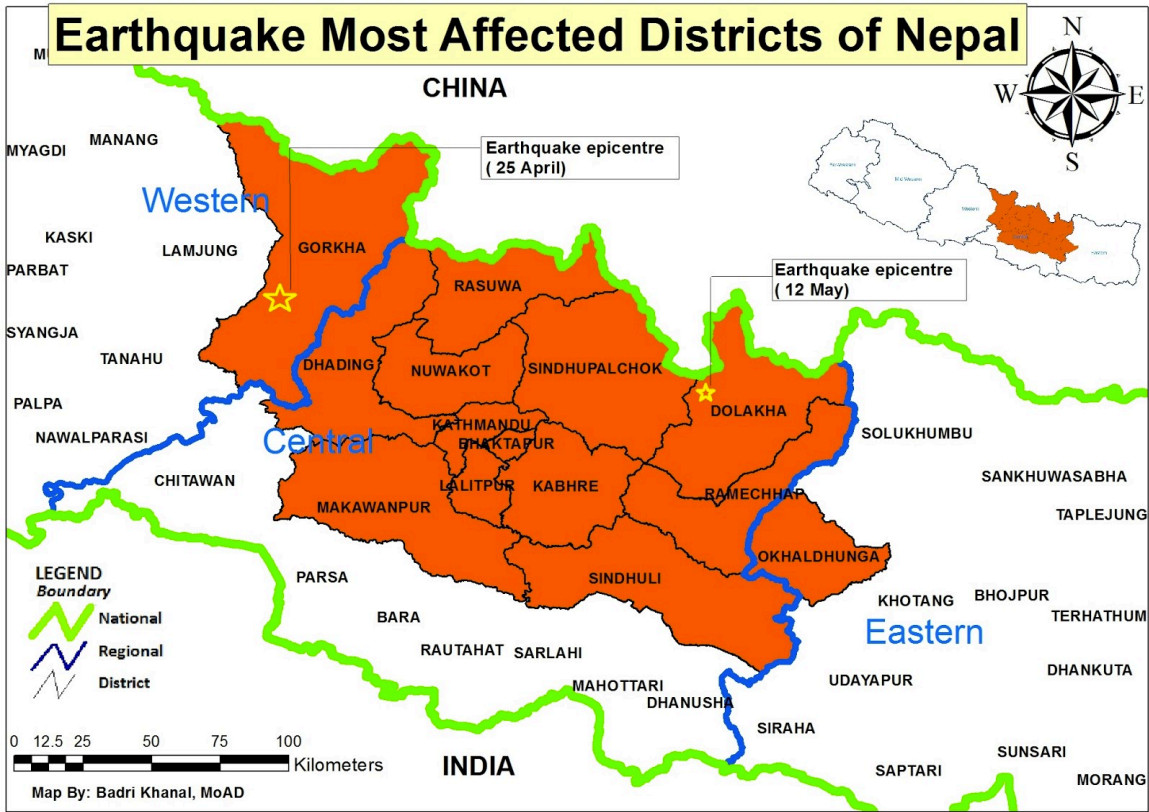 Earthquake Most Affected Districts of Nepal
CHINA
N
W
E
S
MANANG
MYAGDI
Earthquake epicentre
( 25 April)
Western
KASKI
LAMJUNG
GORKHA
PARBAT
RASUWA
Earthquake epicentre
( 12 May)
SYANGJA
TANAHU
DHADING
NUWAKOT
SINDHUPALCHOK
PALPA
DOLAKHA
NAWALPARASI
Central
KATHMANDU
BHAKTAPUR
SOLUKHUMBU
CHITAWAN
LALITPUR
KABHRE
SANKHUWASABHA
MAKAWANPUR
RAMECHHAP
TAPLEJUNG
OKHALDHUNGA
PARSA
SINDHULI
KHOTANG
BHOJPUR
BARA
TERHATHUM
Eastern
RAUTAHAT
SARLAHI
DHANKUTA
MAHOTTARI
UDAYAPUR
DHANUSHA
SIRAHA
SUNSARI
SAPTARI
MORANG
INDIA
LEGEND
Boundary
National
Regional
District
0 12.5 25 50 75 100
Kilometers
Map By: Badri Khanal, MoAD